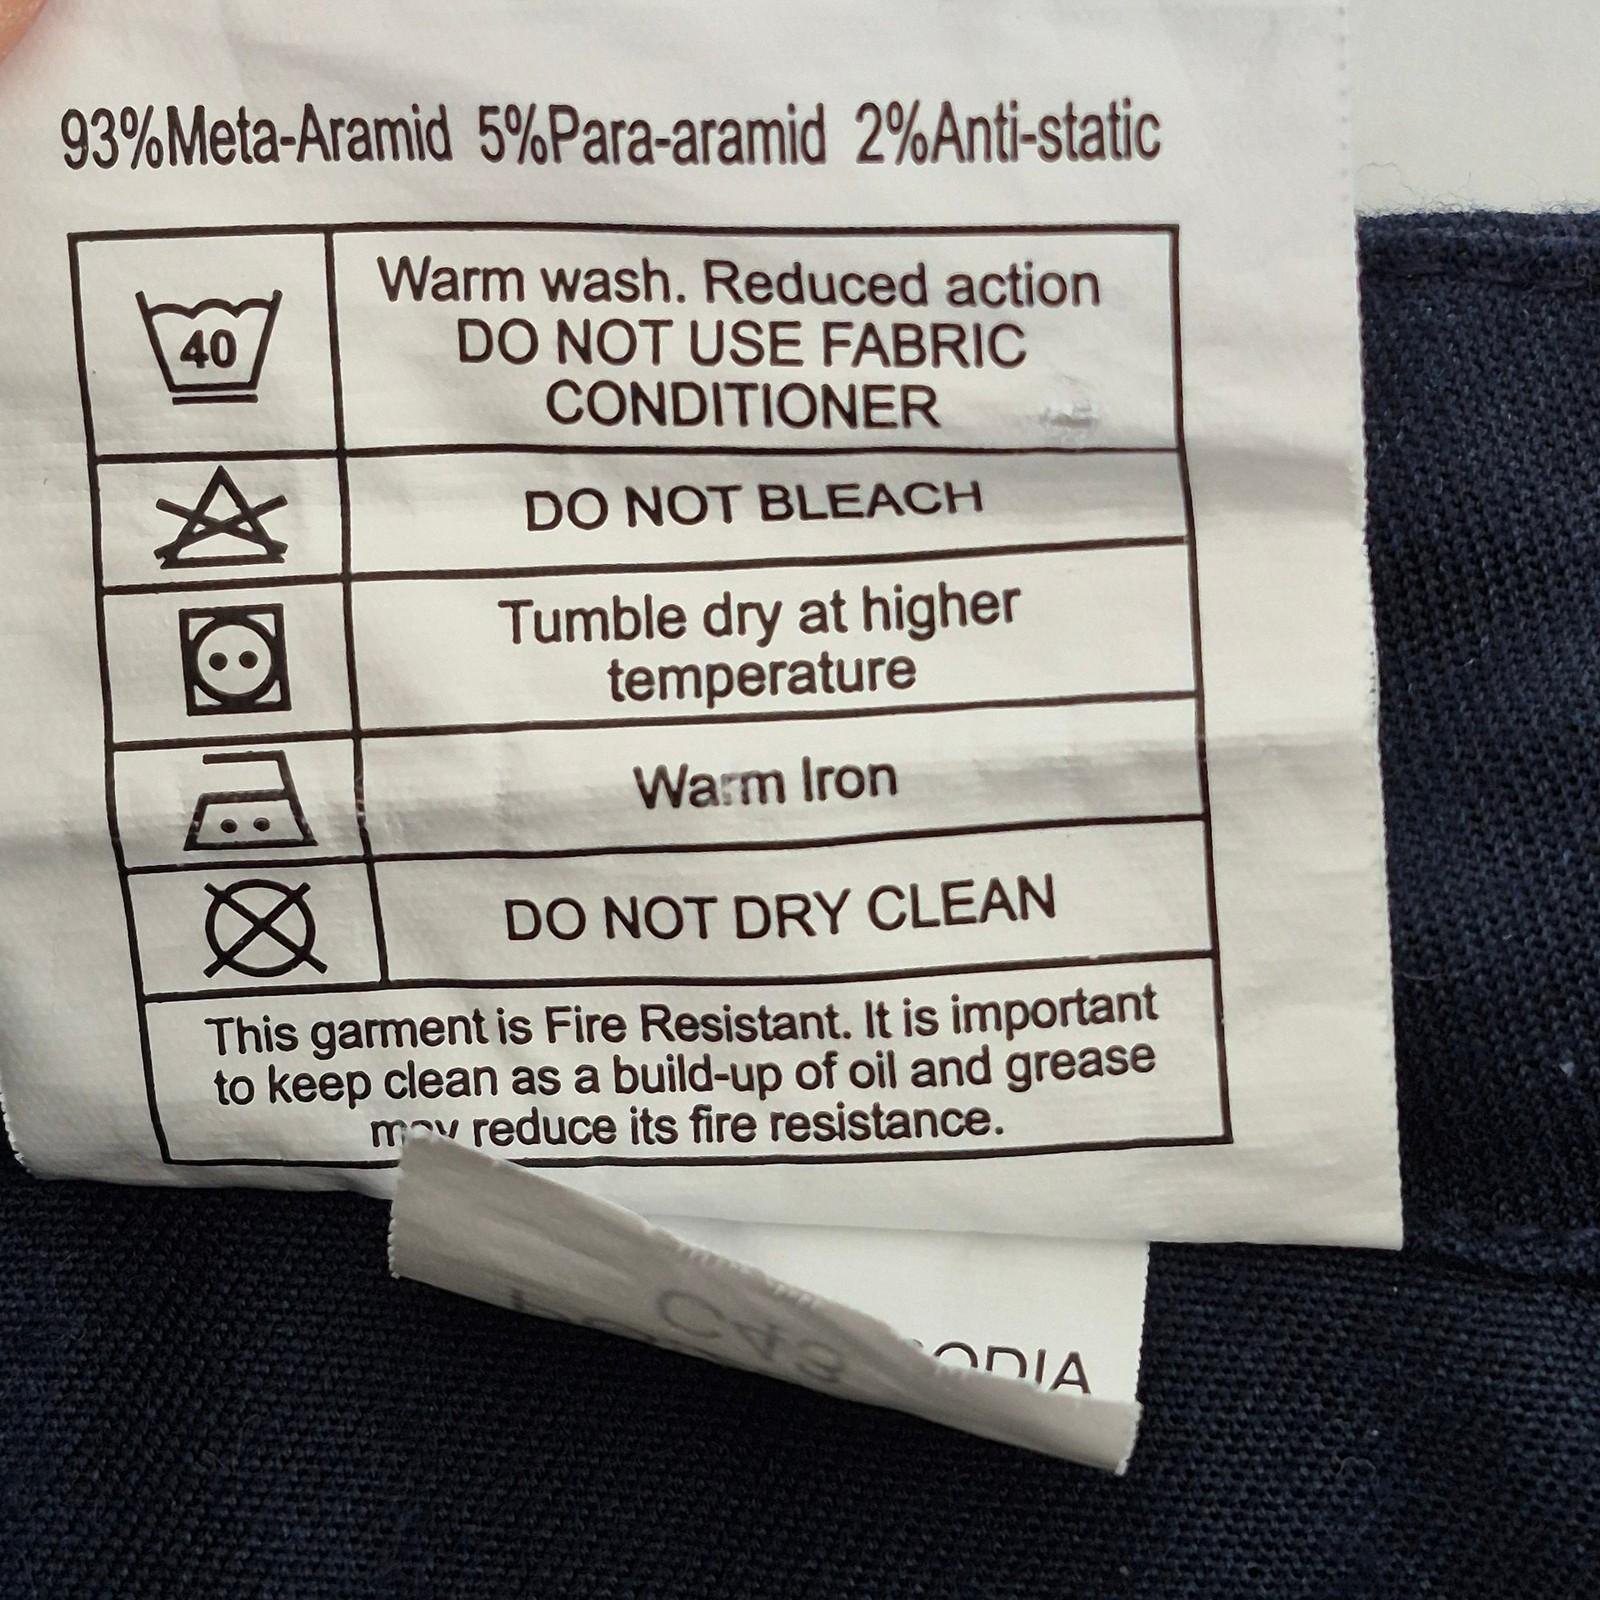 93%Meta-Aramid 5%Para-aramid 2%Anti-static
40
Warm wash. Reduced action
DO NOT USE FABRIC
CONDITIONER
DO NOT BLEACH
Tumble dry at higher
temperature
Warm Iron
DO NOT DRY CLEAN
This garment is Fire Resistant. It is important
to keep clean as a build-up of oil and grease
may reduce its fire resistance.